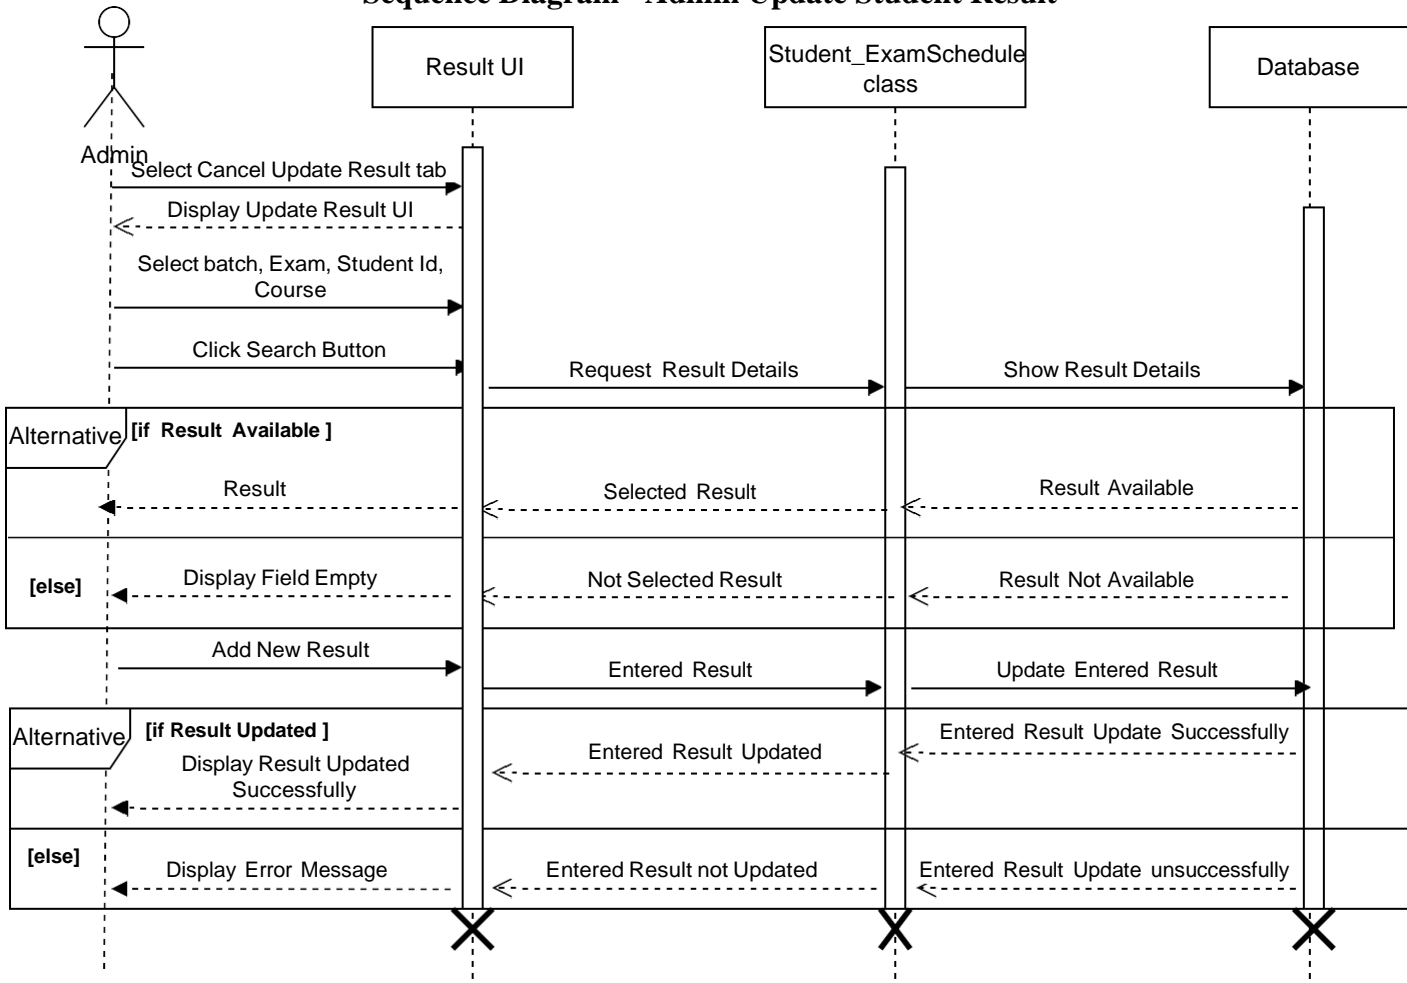 Sequence Diagram - Admin Update Student Result
Result UI
Student_ExamSchedule
class
Database
Admin
Select Cancel Update Result tab
Display Update Result UI
Select batch, Exam, Student Id,
Course
Click Search Button
Request Result Details
Show Result Details
Alternative
[if Result Available ]
Result
Selected Result
Result Available
[else]
Display Field Empty
Not Selected Result
Result Not Available
Add New Result
Entered Result
Update Entered Result
Alternative
[if Result Updated ]
Entered Result Update Successfully
Entered Result Updated
Display Result Updated
Successfully
[else]
Display Error Message
Entered Result not Updated
Entered Result Update unsuccessfully